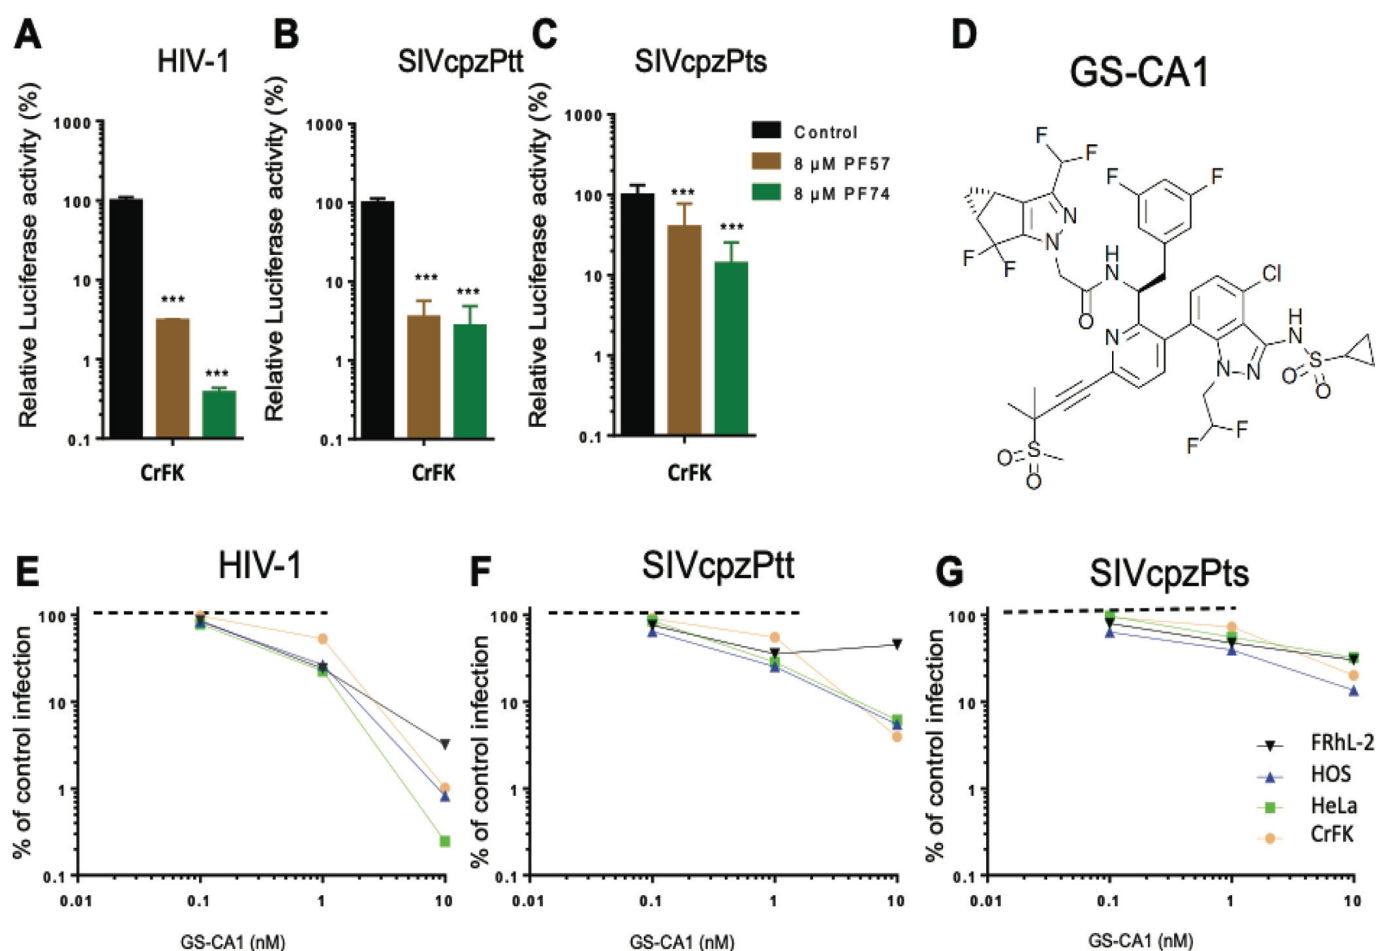 A
HIV-1
Relative Luciferase activity (%)
1000
100
10
1
0.1
***
***
CrFK
B
SIVcpzPtt
Relative Luciferase activity (%)
1000
100
10
1
0.1
***
***
CrFK
C
SIVcpzPts
Relative Luciferase activity (%)
1000
100
10
1
0.1
***
***
CrFK
Control
8 µM PF57
8 µM PF74
D
GS-CA1
F
F
F
F
N
N
F
F
H
N
O
Cl
N
H
N
S
O
O
N
N
F
F
S
O
O
E
HIV-1
% of control infection
100
10
1
0.1
0.01
0.1
1
10
GS-CA1 (nM)
F
SIVcpzPtt
% of control infection
100
10
1
0.1
0.01
0.1
1
10
G
SIVcpzPts
% of control infection
100
10
1
0.1
0.01
0.1
1
10
GS-CA1 (nM)
FRhL-2
HOS
HeLa
CrFK